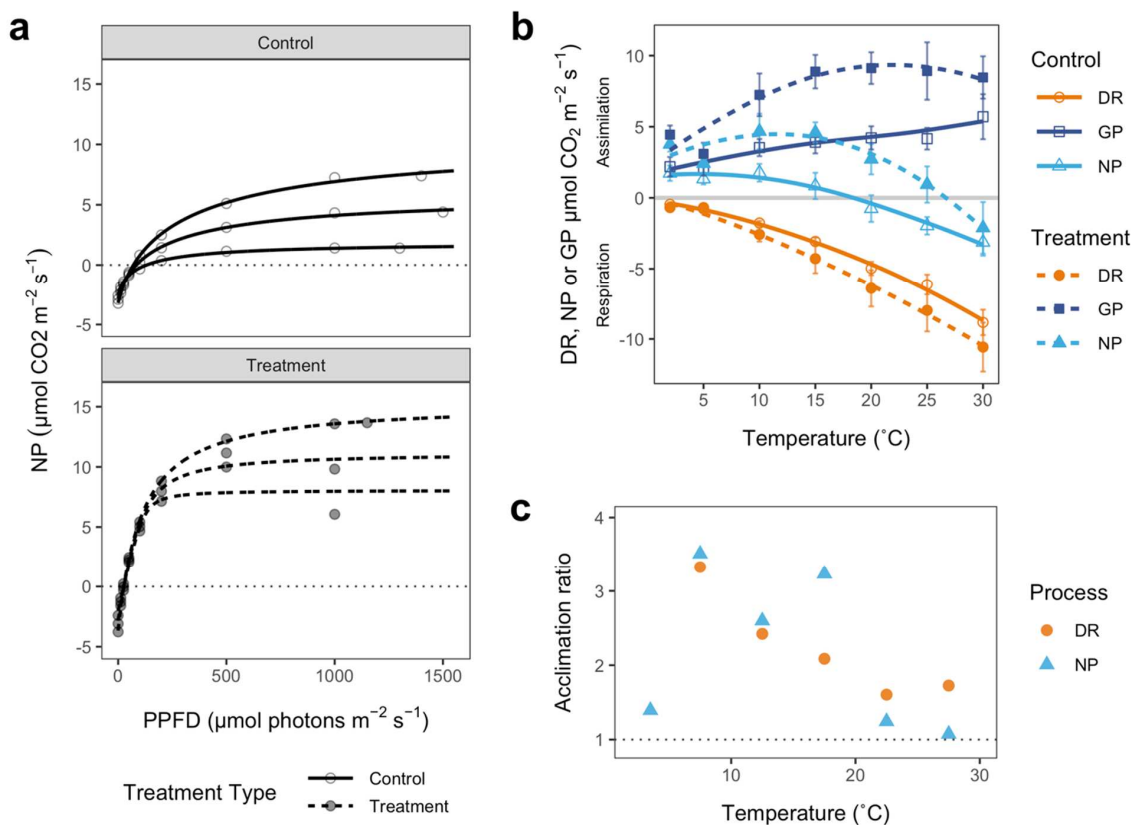 a
Control
10
5
0
-5
Treatment
15
10
5
0
-5
0 500 1000 1500
NP (µmol CO2 m−2 s−1)
PPFD (µmol photons m−2 s−1)
Treatment Type
Control
Treatment
b
10
5
0
-5
-10
Assimilation
Respiration
DR, NP or GP µmol CO2 m−2 s−1
5 10 15 20 25 30
Temperature (˚C)
Control
DR
GP
NP
Treatment
DR
GP
NP
c
4
3
2
1
Acclimation ratio
10 20 30
Temperature (˚C)
Process
DR
NP